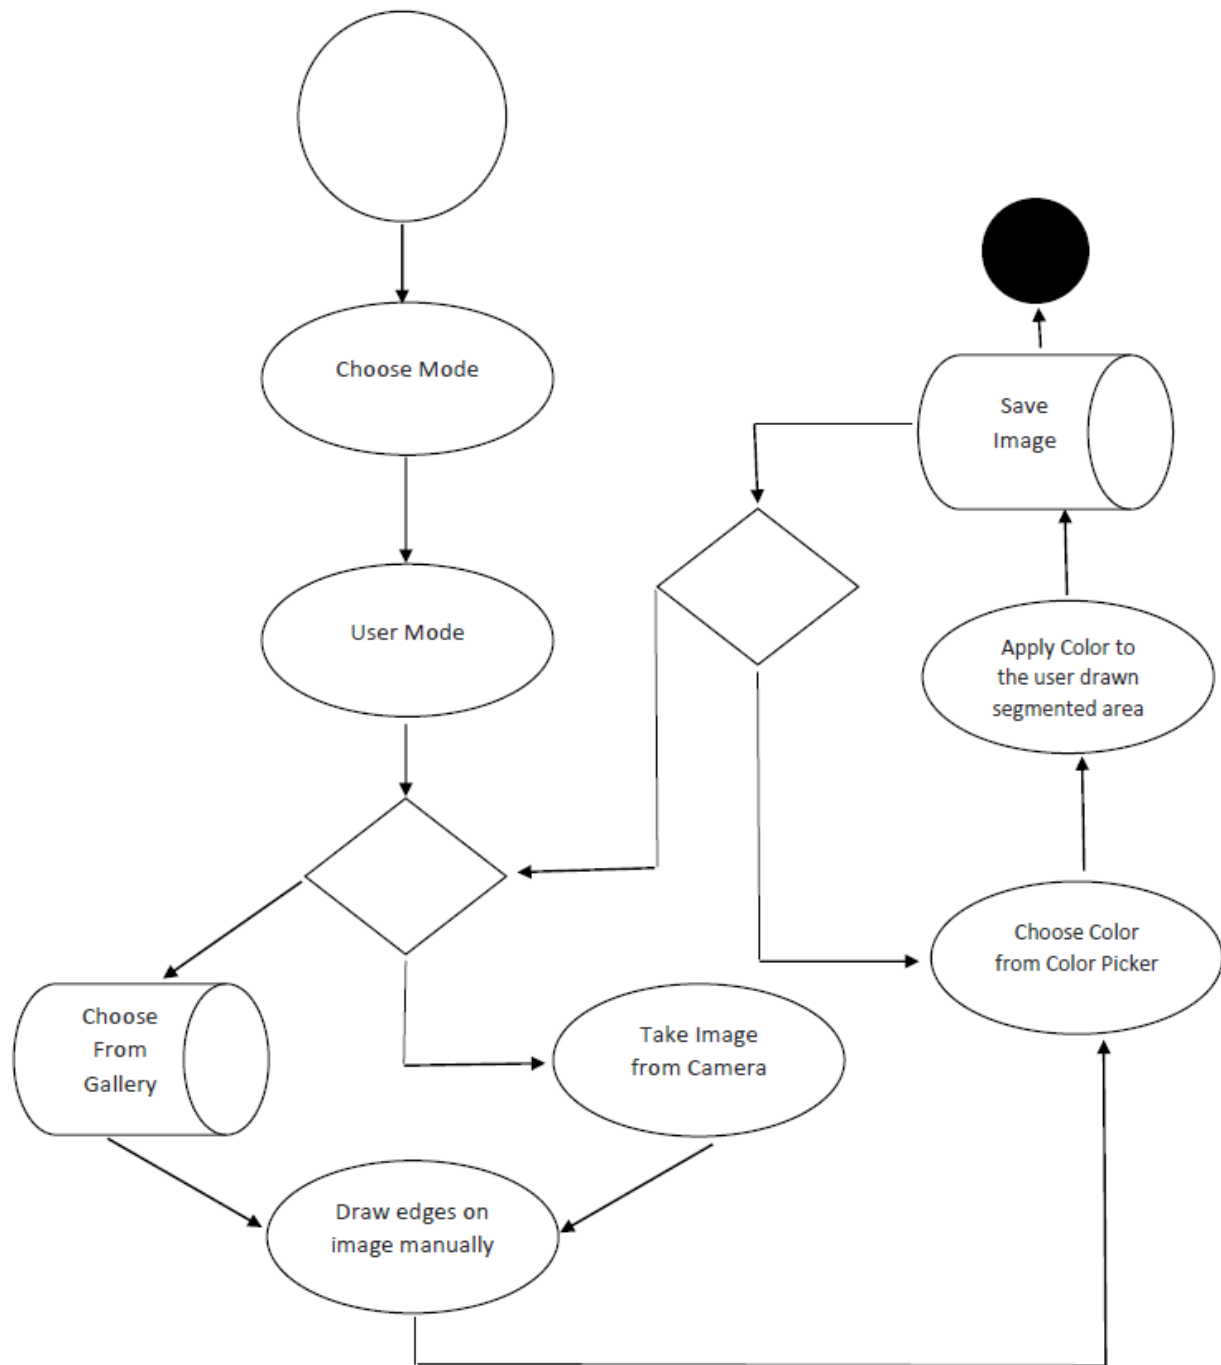 Choose Mode
User Mode
Choose
From
Gallery
Take Image
from Camera
Draw edges on
image manually
Choose Color
from Color Picker
Apply Color to
the user drawn
segmented area
Save
Image